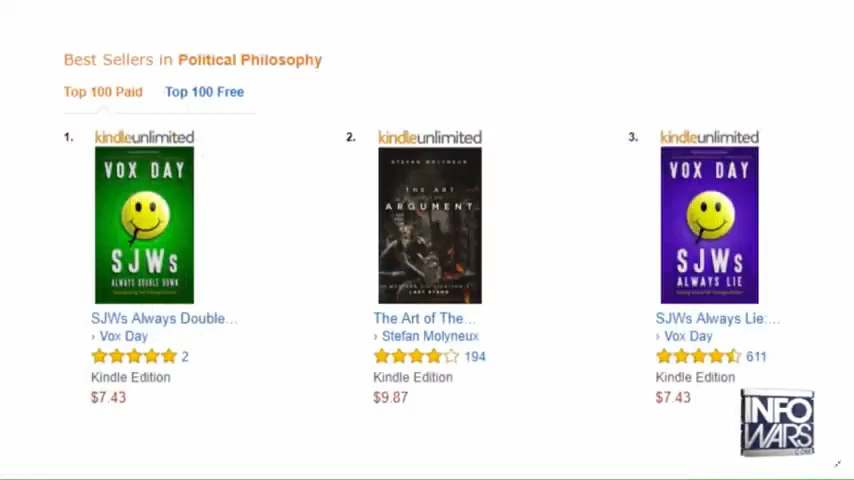 Best Sellers in Political Philosophy
Top 100 Paid Top 100 Free
1. kindleunlimited
2. kindleunlimited
3. kindleunlimited
VOX DAY
SJWs
ALWAYS DOUBLE DOWN
STEFAN MOLYNEUX
THE ART
ARGUMENT
LAST STAND
VOX DAY
SJWs
ALWAYS LIE
SJWs Always Double...
› Vox Day
2
Kindle Edition
$7.43
The Art of The...
› Stefan Molyneux
194
Kindle Edition
$9.87
SJWs Always Lie:...
› Vox Day
611
Kindle Edition
$7.43
INFO
WARS
.COM